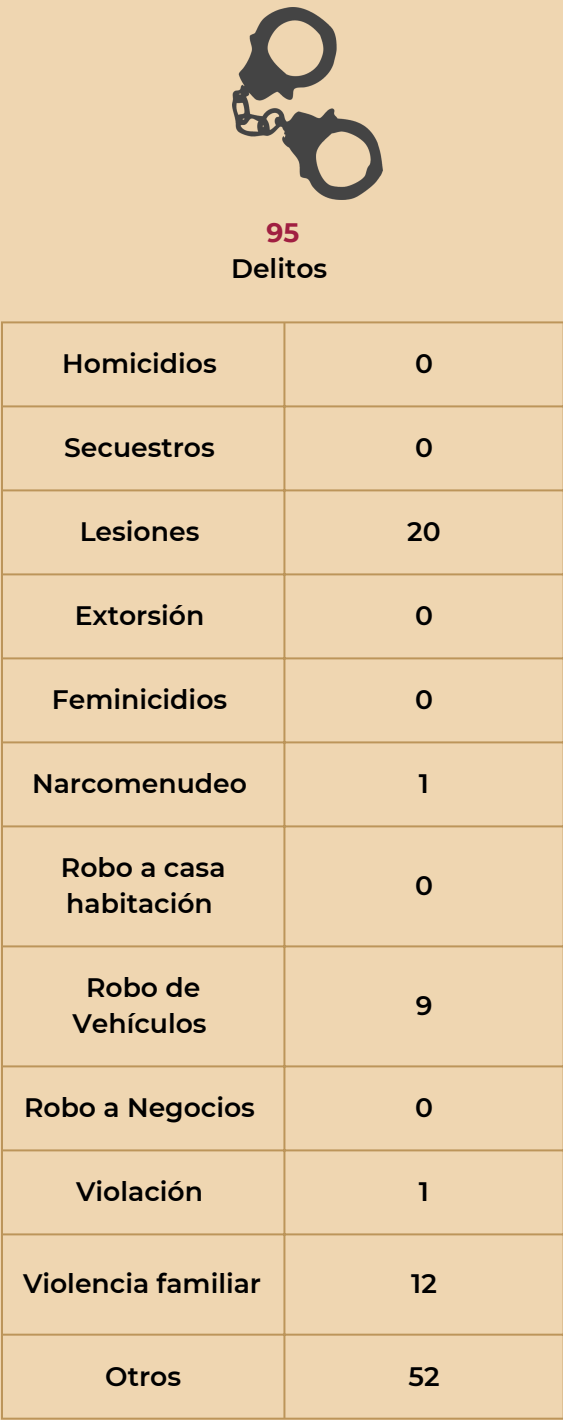 95
Delitos
Homicidios 0
Secuestros 0
Lesiones 20
Extorsión 0
Feminicidios 0
Narcomenudeo 1
Robo a casa
habitación 0
Robo de
Vehículos 9
Robo a Negocios 0
Violación 1
Violencia familiar 12
Otros 52